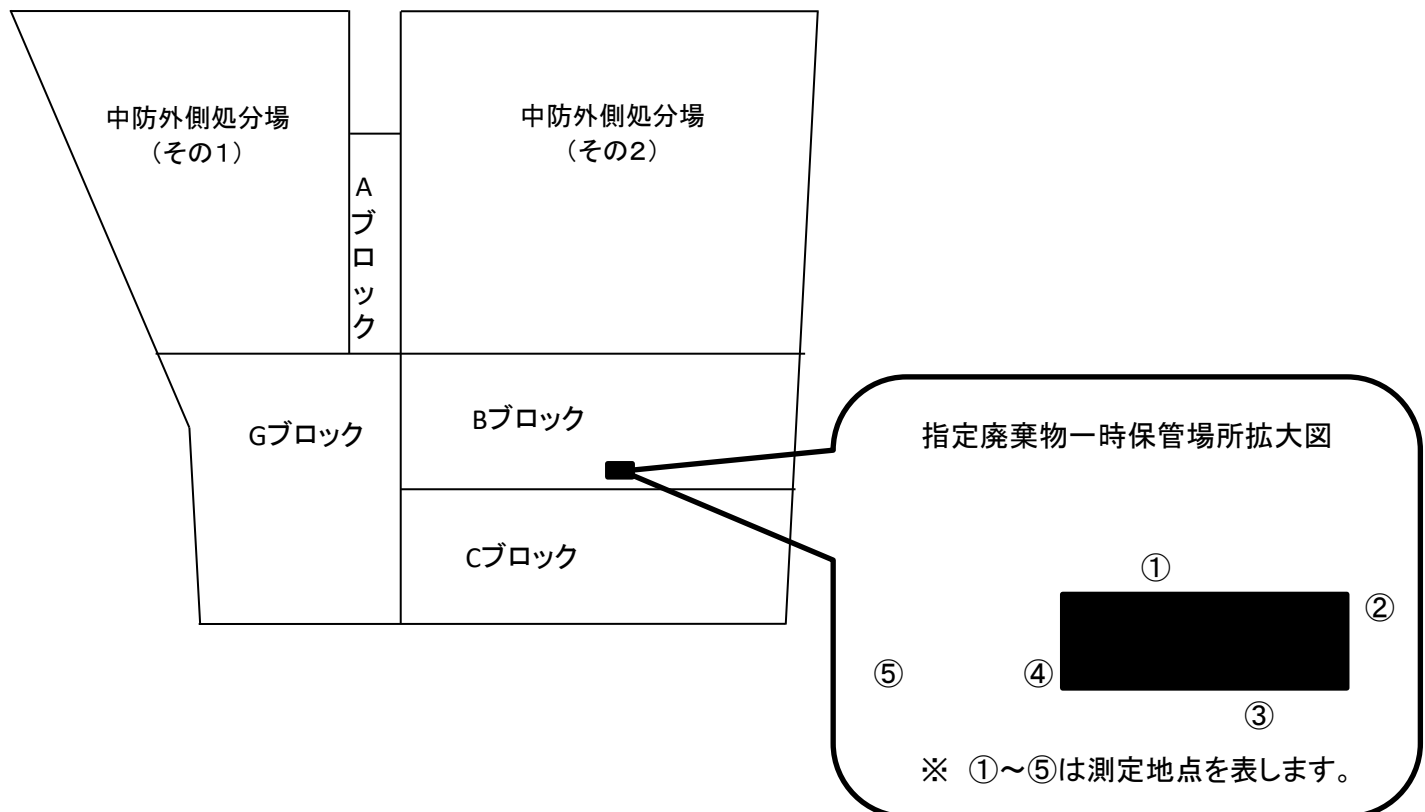 中防外側処分場
（その１）
中防外側処分場
（その２）
Aブロック
Gブロック
Bブロック
Cブロック
指定廃棄物一時保管場所拡大図
①
②
⑤
④
③
※　①～⑤は測定地点を表します。